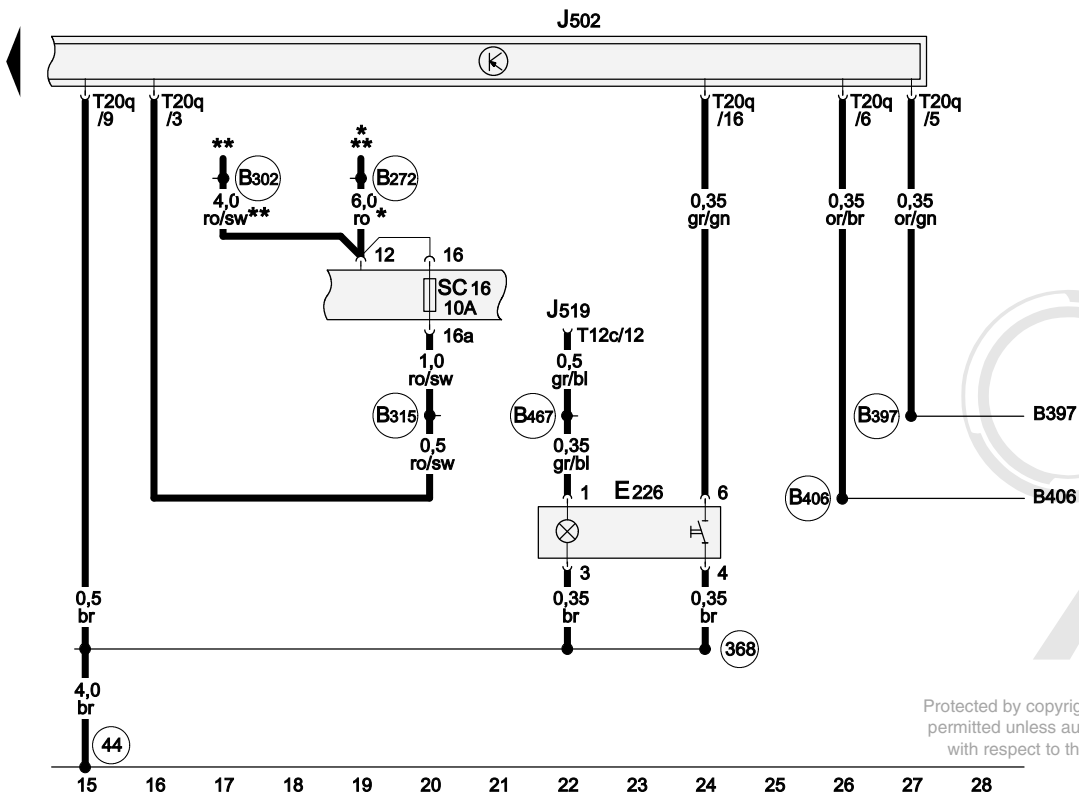 J502
T20q
/9
T20q
/3
T20q
/16
T20q
/6
T20q
/5
**
*
**
B302
B272
4,0
ro/sw**
6,0
ro *
0,35
gr/gn
0,35
or/br
0,35
or/gn
12
16
SC 16
10A
16a
J519
T12c/12
1,0
ro/sw
0,5
gr/bl
B315
B467
B397
B397
0,5
ro/sw
0,35
gr/bl
B406
B406
1
E226
6
3
4
0,5
br
0,35
br
0,35
br
368
4,0
br
44
Protected by
permitted unless
with respect to
15 16 17 18 19 20 21 22 23 24 25 26 27 28